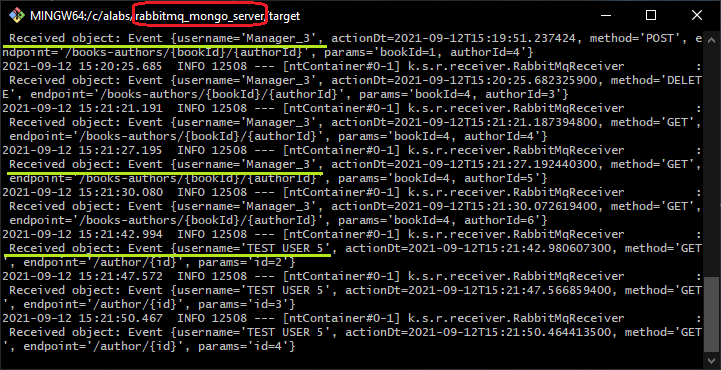 MINGW64:/c/alabs/rabbitmq_mongo_server/target
Received object: Event {username='Manager_3', actionDt=2021-09-12T15:19:51.237424, method='POST', e
ndpoint='/books-authors/{bookId}/{authorId}', params='bookId=1, authorId=4'}
2021-09-12 15:20:25.685  INFO 12508 --- [ntContainer#0-1] k.s.r.receiver.RabbitMqReceiver          :
Received object: Event {username='Manager_3', actionDt=2021-09-12T15:20:25.682325900, method='DELET
E', endpoint='/books-authors/{bookId}/{authorId}', params='bookId=4, authorId=3'}
2021-09-12 15:21:21.191  INFO 12508 --- [ntContainer#0-1] k.s.r.receiver.RabbitMqReceiver          :
Received object: Event {username='Manager_3', actionDt=2021-09-12T15:21:21.187394800, method='GET',
endpoint='/books-authors/{bookId}/{authorId}', params='bookId=4, authorId=4'}
2021-09-12 15:21:27.195  INFO 12508 --- [ntContainer#0-1] k.s.r.receiver.RabbitMqReceiver          :
Received object: Event {username='Manager_3', actionDt=2021-09-12T15:21:27.192440300, method='GET',
endpoint='/books-authors/{bookId}/{authorId}', params='bookId=4, authorId=5'}
2021-09-12 15:21:30.080  INFO 12508 --- [ntContainer#0-1] k.s.r.receiver.RabbitMqReceiver          :
Received object: Event {username='Manager_3', actionDt=2021-09-12T15:21:30.072619400, method='GET',
endpoint='/books-authors/{bookId}/{authorId}', params='bookId=4, authorId=6'}
2021-09-12 15:21:42.994  INFO 12508 --- [ntContainer#0-1] k.s.r.receiver.RabbitMqReceiver          :
Received object: Event {username='TEST USER 5', actionDt=2021-09-12T15:21:42.980607300, method='GET
', endpoint='/author/{id}', params='id=2'}
2021-09-12 15:21:47.572  INFO 12508 --- [ntContainer#0-1] k.s.r.receiver.RabbitMqReceiver          :
Received object: Event {username='TEST USER 5', actionDt=2021-09-12T15:21:47.566859400, method='GET
', endpoint='/author/{id}', params='id=3'}
2021-09-12 15:21:50.467  INFO 12508 --- [ntContainer#0-1] k.s.r.receiver.RabbitMqReceiver          :
Received object: Event {username='TEST USER 5', actionDt=2021-09-12T15:21:50.464413500, method='GET
', endpoint='/author/{id}', params='id=4'}